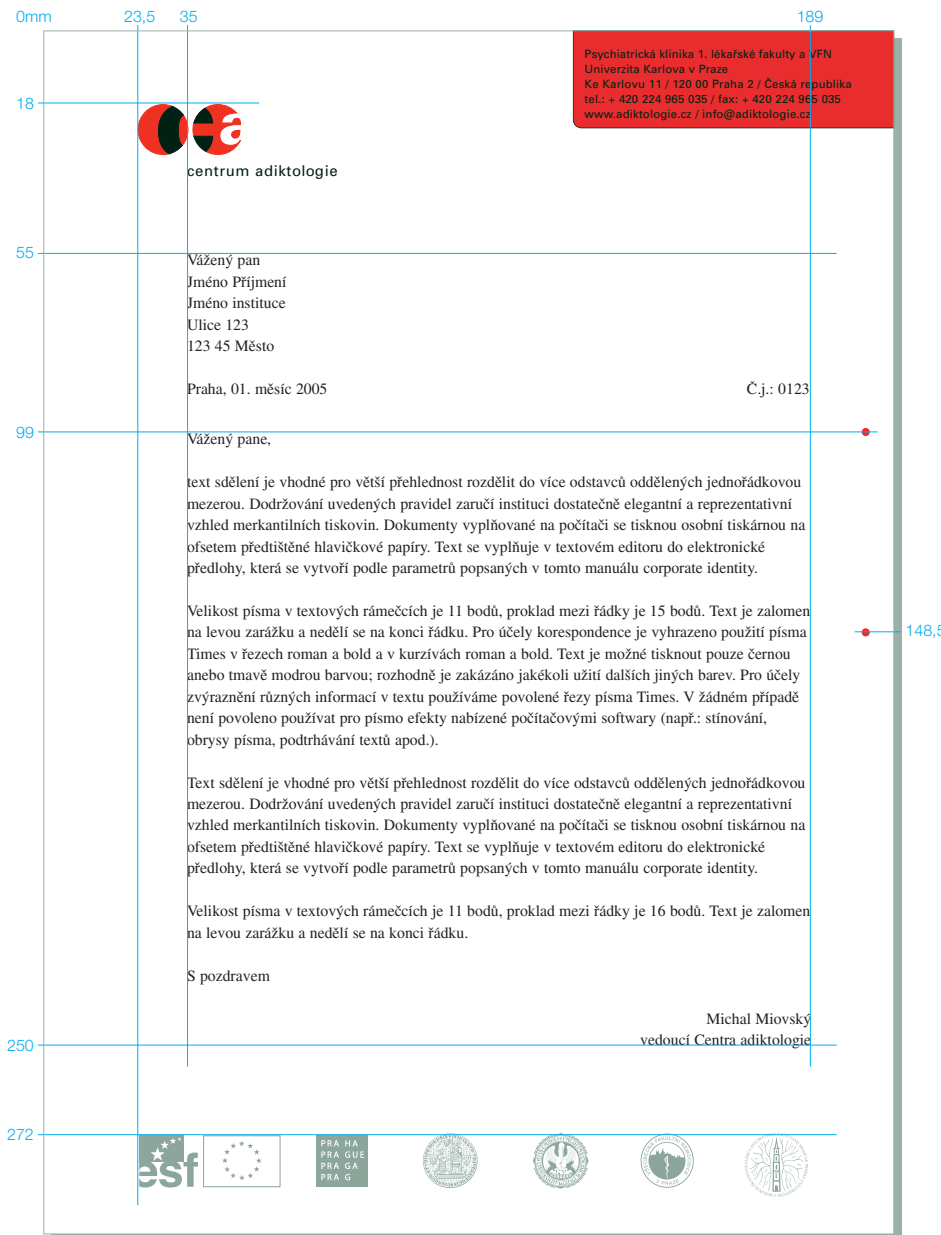 0mm 23,5 35 189
Psychiatrická klinika 1. lékařské fakulty a VFN
Univerzita Karlova v Praze
Ke Karlovu 11 / 120 00 Praha 2 / Česká republika
tel.: + 420 224 965 035 / fax: + 420 224 965 035
www.adiktologie.cz / info@adiktologie.cz
18
ca
centrum adiktologie
55
Vážený pan
Jméno Příjmení
Jméno instituce
Ulice 123
123 45 Město
Praha, 01. měsíc 2005 Č.j.: 0123
99
Vážený pane,
text sdělení je vhodné pro větší přehlednost rozdělit do více odstavců oddělených jednořádkovou
mezerou. Dodržování uvedených pravidel zaručí instituci dostatečně elegantní a reprezentativní
vzhled merkantilních tiskovin. Dokumenty vyplňované na počítači se tisknou osobní tiskárnou na
ofsetem předtištěné hlavičkové papíry. Text se vyplňuje v textovém editoru do elektronické
předlohy, která se vytvoří podle parametrů popsaných v tomto manuálu corporate identity.
Velikost písma v textových rámečcích je 11 bodů, proklad mezi řádky je 15 bodů. Text je zalomen
na levou zarážku a nedělí se na konci řádku. Pro účely korespondence je vyhrazeno použití písma
148,5
Times v řezech roman a bold a v kurzívách roman a bold. Text je možné tisknout pouze černou
anebo tmavě modrou barvou; rozhodně je zakázáno jakékoli užití dalších jiných barev. Pro účely
zvýraznění různých informací v textu používáme povolené řezy písma Times. V žádném případě
není povoleno používat pro písmo efekty nabízené počítačovými softwary (např.: stínování,
obrysy písma, podtrhávání textů apod.).
Text sdělení je vhodné pro větší přehlednost rozdělit do více odstavců oddělených jednořádkovou
mezerou. Dodržování uvedených pravidel zaručí instituci dostatečně elegantní a reprezentativní
vzhled merkantilních tiskovin. Dokumenty vyplňované na počítači se tisknou osobní tiskárnou na
ofsetem předtištěné hlavičkové papíry. Text se vyplňuje v textovém editoru do elektronické
předlohy, která se vytvoří podle parametrů popsaných v tomto manuálu corporate identity.
Velikost písma v textových rámečcích je 11 bodů, proklad mezi řádky je 16 bodů. Text je zalomen
na levou zarážku a nedělí se na konci řádku.
S pozdravem
Michal Miovský
vedoucí Centra adiktologie
250
272
esf
PRA HA
PRA GUE
PRA GA
PRA G
V PRAZE